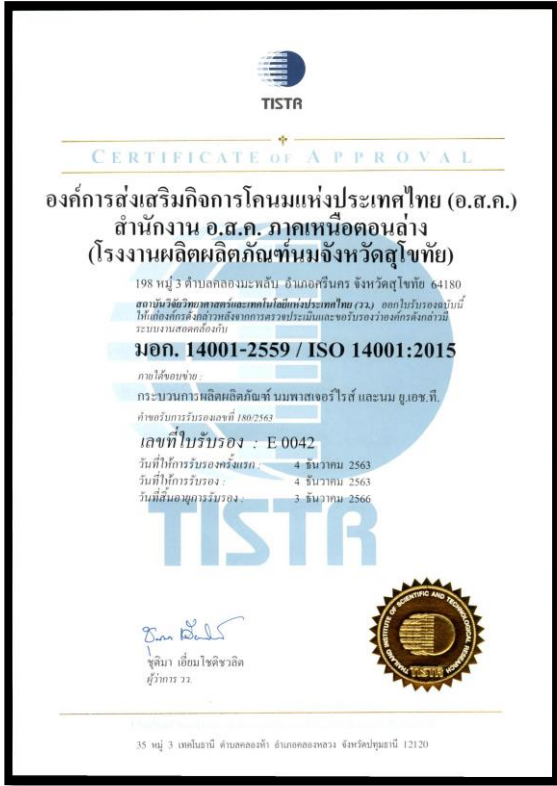 TISTR
CERTIFICATE OF APPROVAL
องค์การส่งเสริมกิจการโคนมแห่งประเทศไทย (อ.ส.ค.)
สำนักงาน อ.ส.ค. ภาคเหนือตอนล่าง
(โรงงานผลิตผลิตภัณฑ์นมจังหวัดสุโขทัย)
198 หมู่ 3 ตำบลคลองมะพลับ อำเภอศรีนคร จังหวัดสุโขทัย 64180
สถาบันวิจัยวิทยาศาสตร์และเทคโนโลยีแห่งประเทศไทย (วว.) ออกใบรับรองฉบับนี้
ให้แก่องค์กรดังกล่าวหลังจากการตรวจประเมินและขอรับรองว่าองค์กรดังกล่าวมี
ระบบงานสอดคล้องกับ
มอก. 14001-2559 / ISO 14001:2015
ภายใต้ขอบข่าย :
กระบวนการผลิตผลิตภัณฑ์ นมพาสเจอร์ไรส์ และนม ยู.เอช.ที.
คำขอรับการรับรองเลขที่ 180/2563
เลขที่ใบรับรอง : E 0042
วันที่ให้การรับรองครั้งแรก : 4 ธันวาคม 2563
วันที่ให้การรับรอง : 4 ธันวาคม 2563
วันที่สิ้นอายุการรับรอง : 3 ธันวาคม 2566
TISTR
THAILAND INSTITUTE OF SCIENTIFIC AND TECHNOLOGICAL RESEARCH
TISTR
ชุติมา เอี่ยมโชติชวลิต
ผู้ว่าการ วว.
35 หมู่ 3 เทคโนธานี ตำบลคลองห้า อำเภอคลองหลวง จังหวัดปทุมธานี 12120